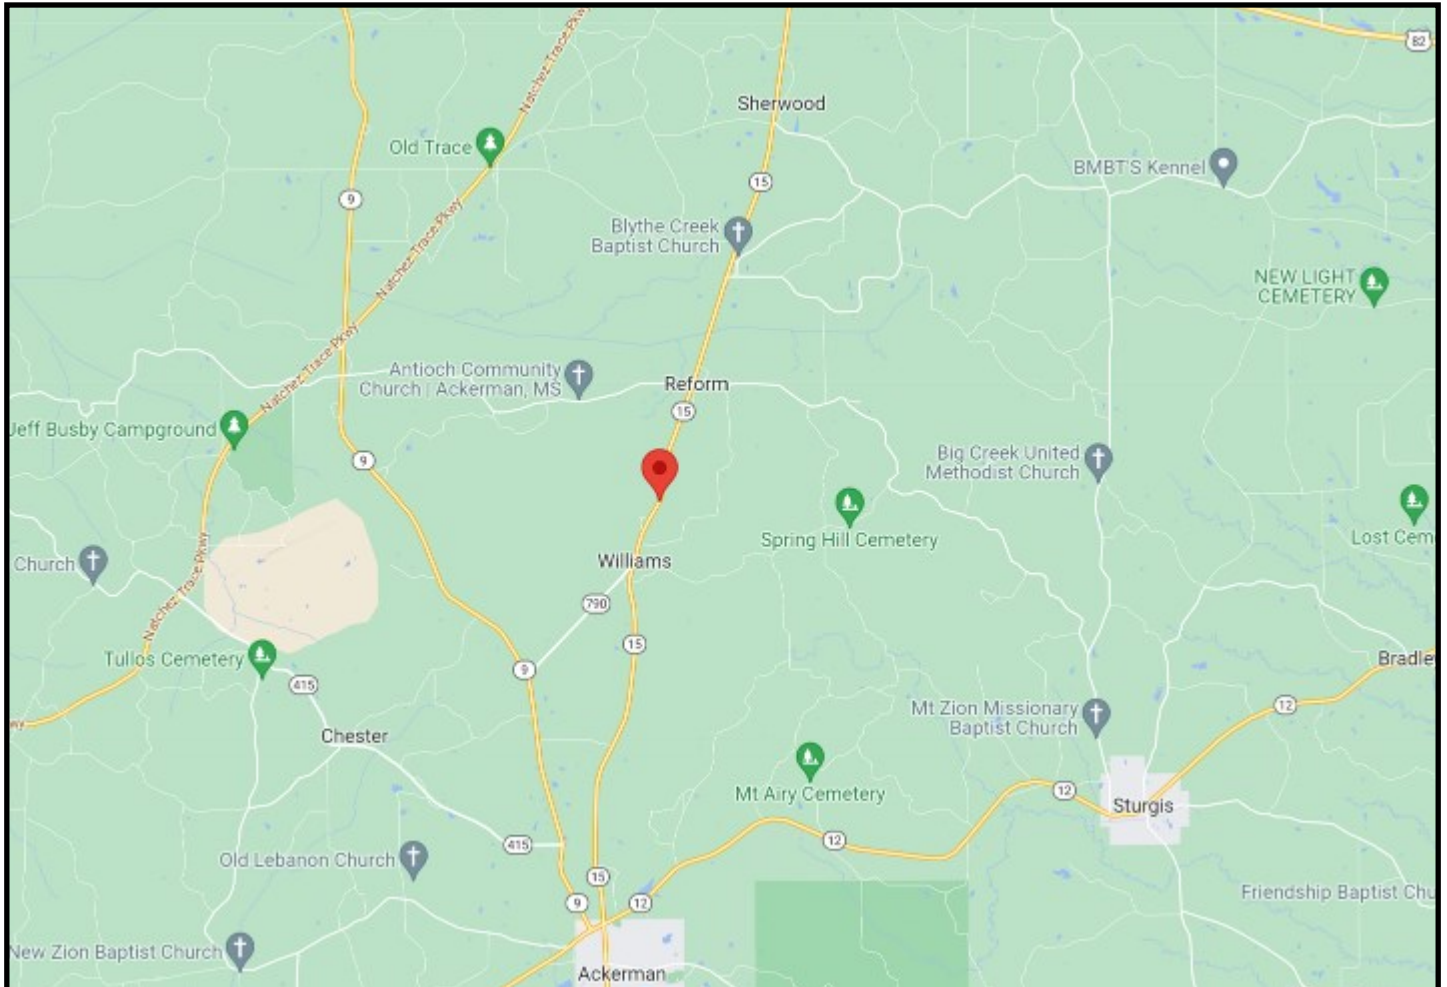 82
Natchez Trace Pkwy
Sherwood
Old Trace
BMBT'S Kennel
15
9
Natchez Trace Pkwy
Blythe Creek
Baptist Church
NEW LIGHT
CEMETERY
Natchez Trace Pkwy
Natchez Trace Pkwy
Antioch Community
Church | Ackerman, MS
Reform
15
Jeff Busby Campground
9
Big Creek United
Methodist Church
Spring Hill Cemetery
Lost Cem
Natchez Trace Pkwy
Church
Williams
790
15
Tullos Cemetery
9
415
Bradle
12
Mt Zion Missionary
Baptist Church
Chester
Mt Airy Cemetery
12
Sturgis
12
415
Old Lebanon Church
15
9
12
Friendship Baptist Chu
New Zion Baptist Church
Ackerman